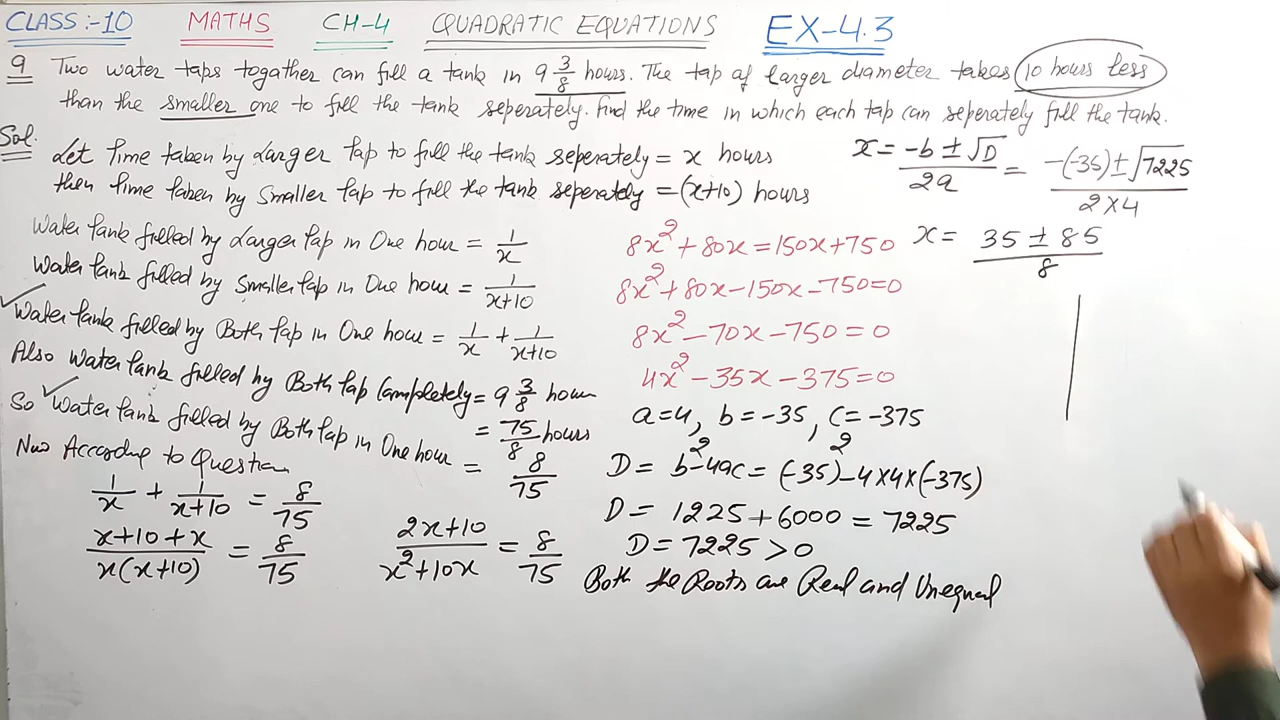 CLASS:-10 MATHS CH-4 QUADRATIC EQUATIONS EX-4.3
9 Two water taps togather can fill a tank in 9 3/8 hours. The tap of larger diameter takes 10 hours less
than the smaller one to fill the tank seperately. Find the time in which each tap can seperately fill the tank.
Sol. Let Time taken by Larger Tap to fill the tank seperately = x hours
then Time taken by Smaller Tap to fill the tank seperately = (x+10) hours
Water Tank filled by Larger Tap in One hour = 1/x
Water Tank filled by Smaller Tap in One hour = 1/(x+10)
✓Water Tank filled by Both Tap in One hour = 1/x + 1/(x+10)
Also Water Tank filled by Both Tap Completely = 9 3/8 hour
= 75/8 hours
So ✓Water Tank filled by Both Tap in One hour = 8/75
Now According to Question
1/x + 1/(x+10) = 8/75
(x+10+x)/(x(x+10)) = 8/75
(2x+10)/(x²+10x) = 8/75
8x²+80x=150x+750
8x²+80x-150x-750=0
8x²-70x-750=0
4x²-35x-375=0
a=4, b=-35, c=-375
D= b²-4ac= (-35)²-4×4×(-375)
D= 1225+6000=7225
D=7225>0
Both the Roots are Real and Unequal
x= (-b±√D)/2a = (-(-35)±√7225)/(2×4)
x= (35±85)/8